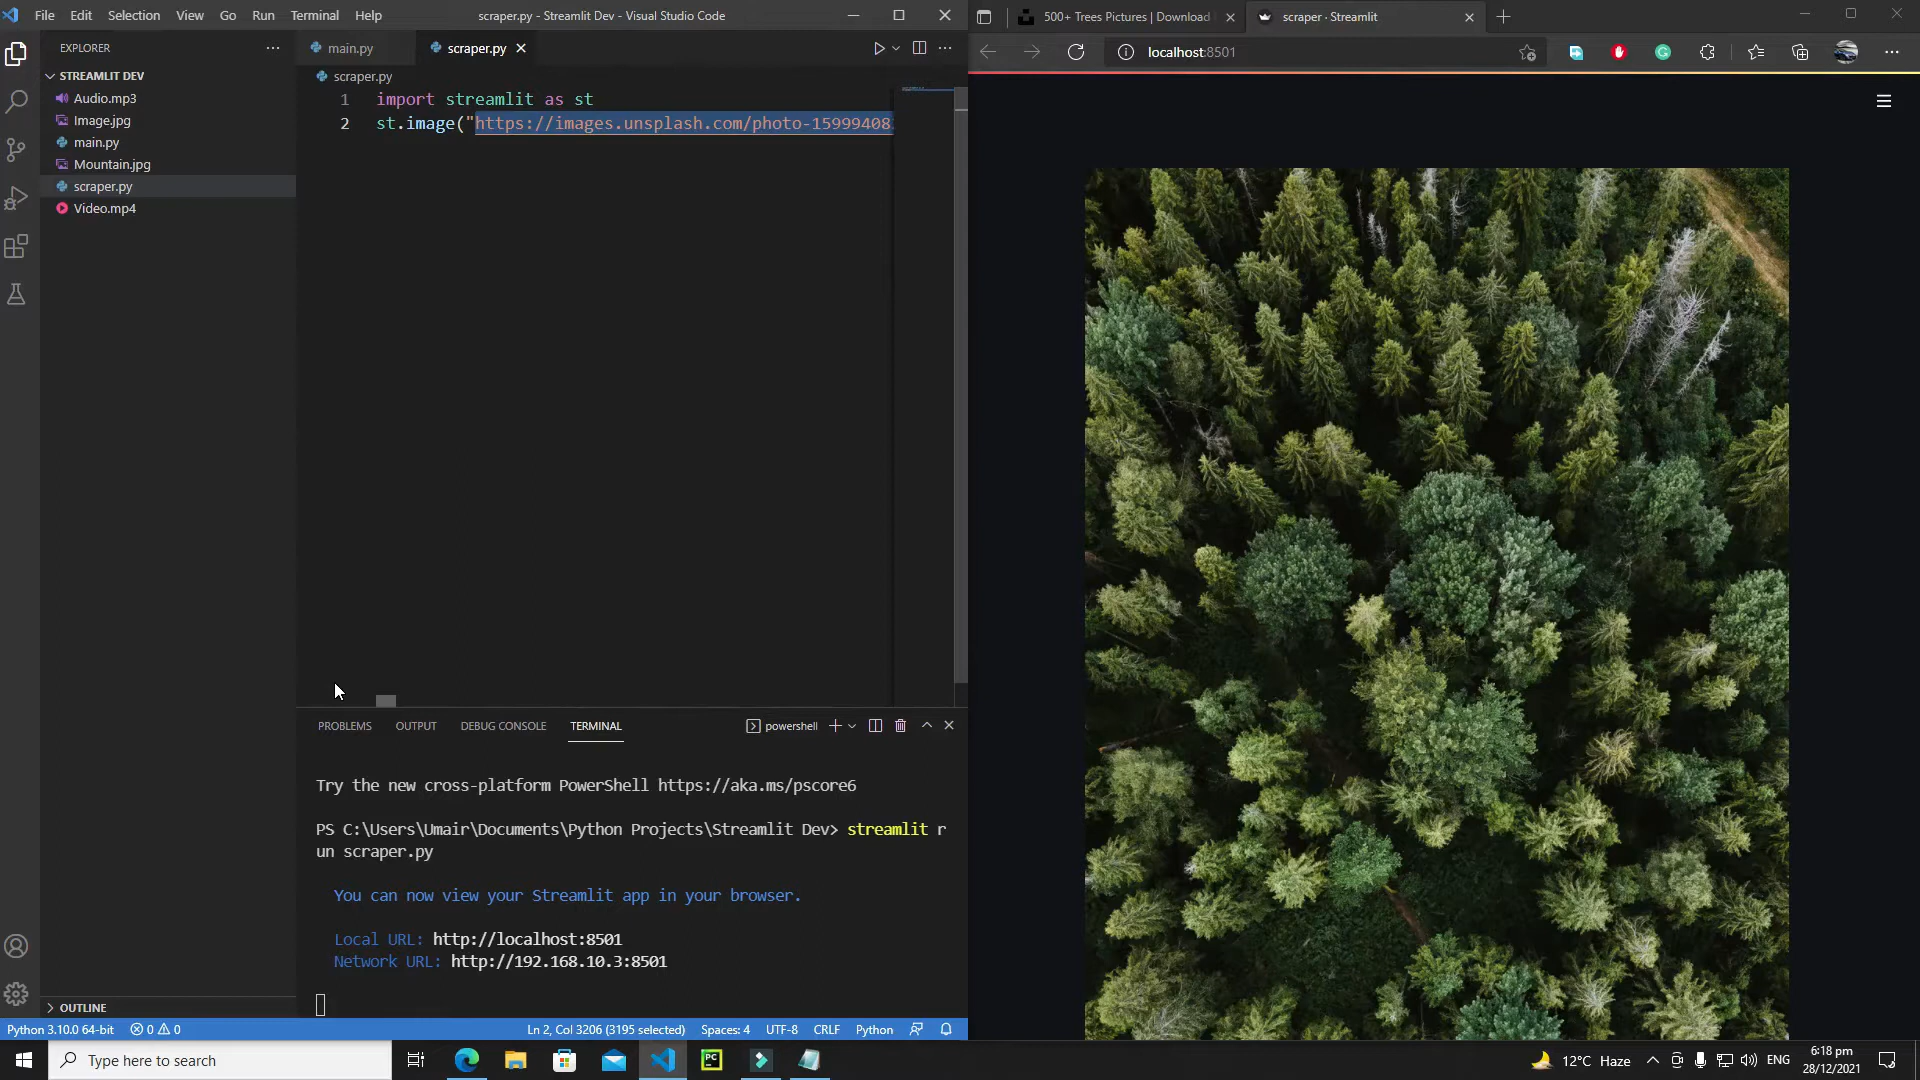 File Edit Selection View Go Run Terminal Help
scraper.py - Streamlit Dev - Visual Studio Code
500+ Trees Pictures | Download
scraper · Streamlit
localhost:8501
EXPLORER
STREAMLIT DEV
Audio.mp3
Image.jpg
main.py
Mountain.jpg
scraper.py
Video.mp4
OUTLINE
main.py
scraper.py
scraper.py
1 import streamlit as st
2 st.image("https://images.unsplash.com/photo-15999408
PROBLEMS OUTPUT DEBUG CONSOLE TERMINAL
powershell
Try the new cross-platform PowerShell https://aka.ms/pscore6
PS C:\Users\Umair\Documents\Python Projects\Streamlit Dev> streamlit r
un scraper.py
You can now view your Streamlit app in your browser.
Local URL: http://localhost:8501
Network URL: http://192.168.10.3:8501
Python 3.10.0 64-bit 0 0 Ln 2, Col 3206 (3195 selected) Spaces: 4 UTF-8 CRLF Python
Type here to search
PC
12°C Haze
ENG
6:18 pm
28/12/2021